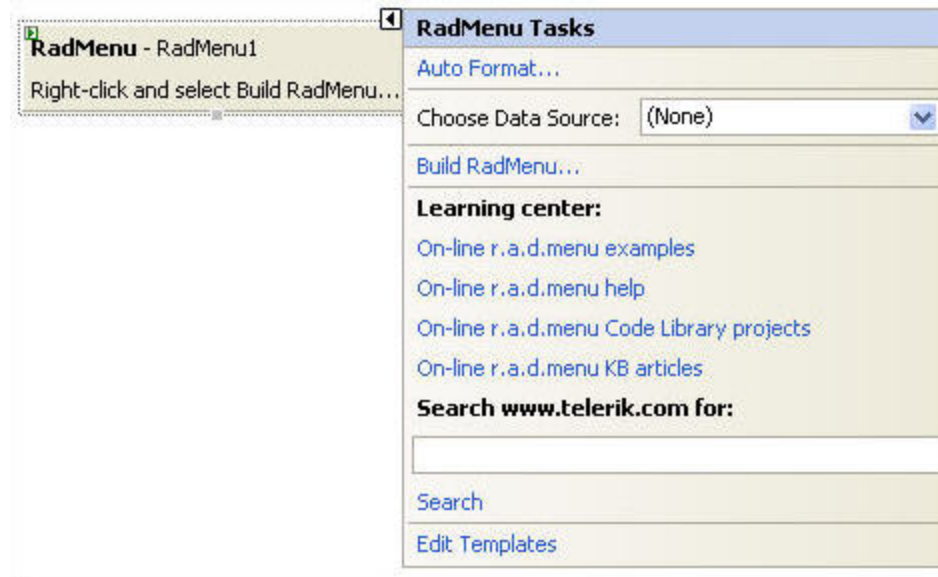 RadMenu - RadMenu1
Right-click and select Build RadMenu...
RadMenu Tasks
Auto Format...
Choose Data Source: (None)
Build RadMenu...
Learning center:
On-line r.a.d.menu examples
On-line r.a.d.menu help
On-line r.a.d.menu Code Library projects
On-line r.a.d.menu KB articles
Search www.telerik.com for:
Search
Edit Templates